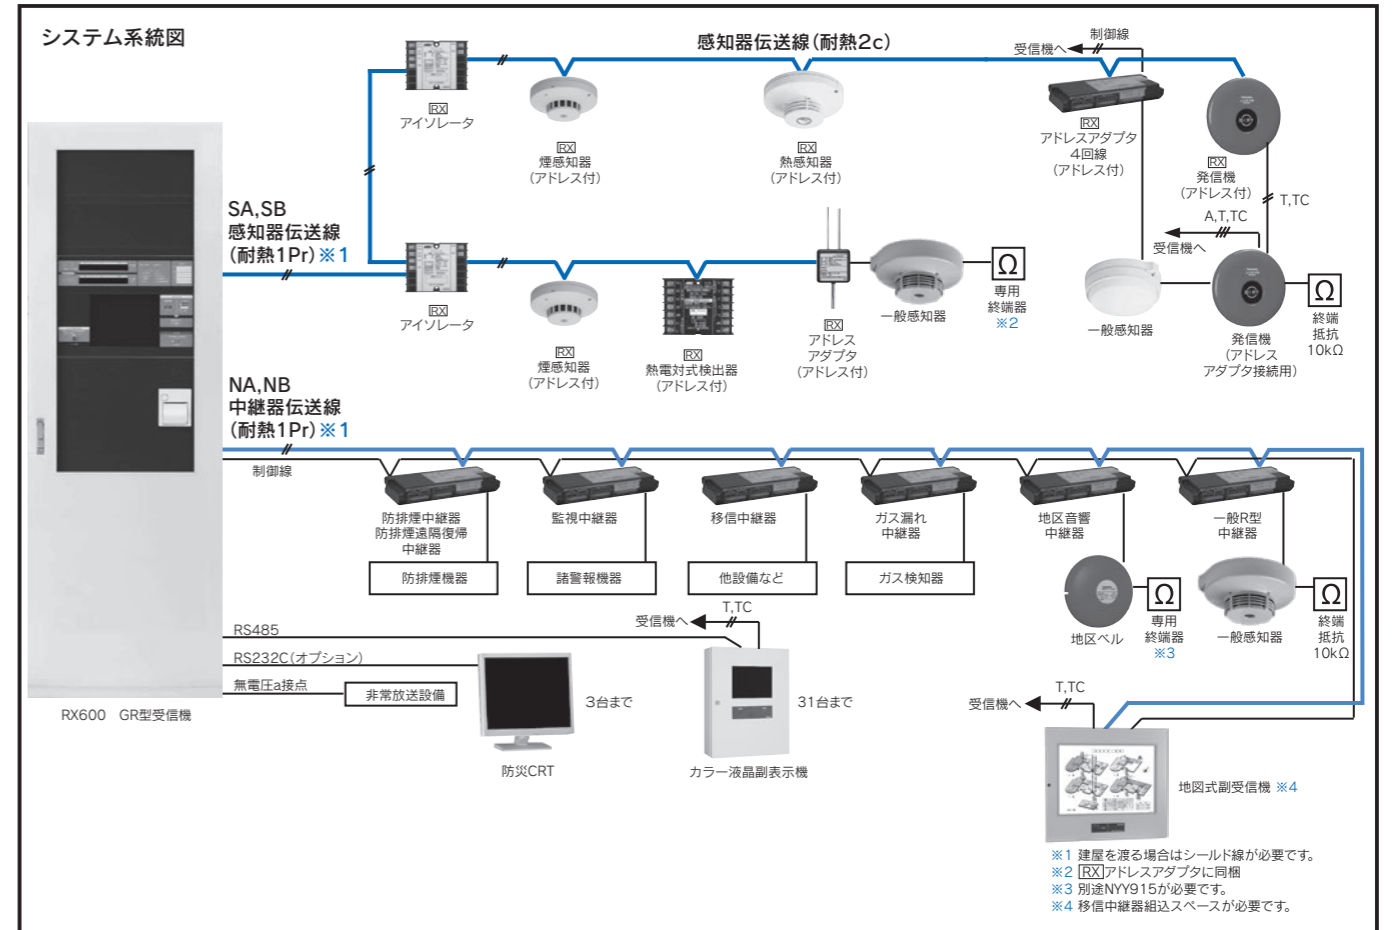 システム系統図
感知器伝送線(耐熱2c)
制御線
受信機へ
RX
アイソレータ
RX
煙感知器
(アドレス付)
RX
熱感知器
(アドレス付)
RX
アドレスアダプタ
4回線
(アドレス付)
RX
発信機
(アドレス付)
T,TC
SA,SB
感知器伝送線
(耐熱1Pr)※1
A,T,TC
受信機へ
RX
アイソレータ
RX
煙感知器
(アドレス付)
RX
熱電対式検出器
(アドレス付)
RX
アドレス
アダプタ
(アドレス付)
一般感知器
Ω
専用
終端器
※2
一般感知器
発信機
(アドレス
アダプタ接続用)
Ω
終端
抵抗
10kΩ
NA,NB
中継器伝送線
(耐熱1Pr)※1
制御線
防排煙中継器
防排煙遠隔復帰
中継器
防排煙機器
監視中継器
諸警報機器
移信中継器
他設備など
ガス漏れ
中継器
ガス検知器
地区音響
中継器
地区ベル
Ω
専用
終端器
※3
一般R型
中継器
一般感知器
Ω
終端
抵抗
10kΩ
RS485
RS232C(オプション)
無電圧a接点
非常放送設備
RX600 GR型受信機
3台まで
防災CRT
受信機へ
T,TC
31台まで
カラー液晶副表示機
受信機へ
T,TC
地図式副受信機 ※4
※1 建屋を渡る場合はシールド線が必要です。
※2 RXアドレスアダプタに同梱
※3 別途NYY915が必要です。
※4 移信中継器組込スペースが必要です。